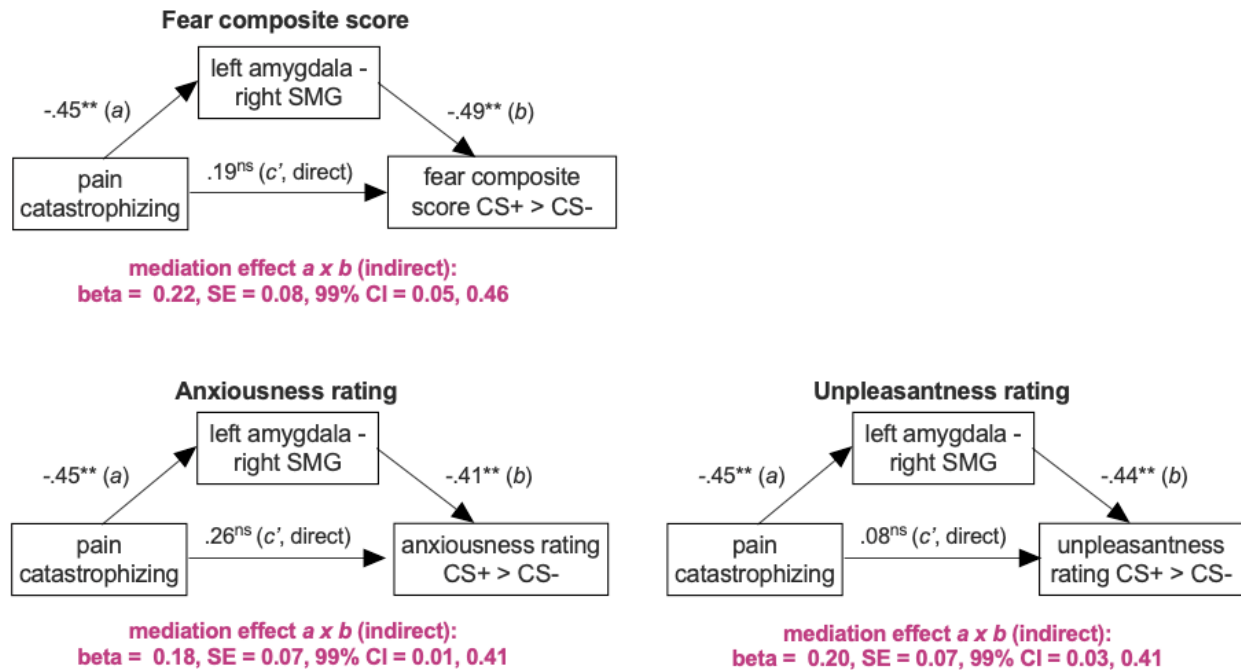 Fear composite score
left amygdala -
right SMG
-.45** (a)
-.49** (b)
.19ns (c’, direct)
pain
catastrophizing
fear composite
score CS+ > CS-
mediation effect a x b (indirect):
beta = 0.22, SE = 0.08, 99% CI = 0.05, 0.46
Anxiousness rating
left amygdala -
right SMG
-.45** (a)
-.41** (b)
.26ns (c’, direct)
pain
catastrophizing
anxiousness rating
CS+ > CS-
mediation effect a x b (indirect):
beta = 0.18, SE = 0.07, 99% CI = 0.01, 0.41
Unpleasantness rating
left amygdala -
right SMG
-.45** (a)
-.44** (b)
.08ns (c’, direct)
pain
catastrophizing
unpleasantness
rating CS+ > CS-
mediation effect a x b (indirect):
beta = 0.20, SE = 0.07, 99% CI = 0.03, 0.41